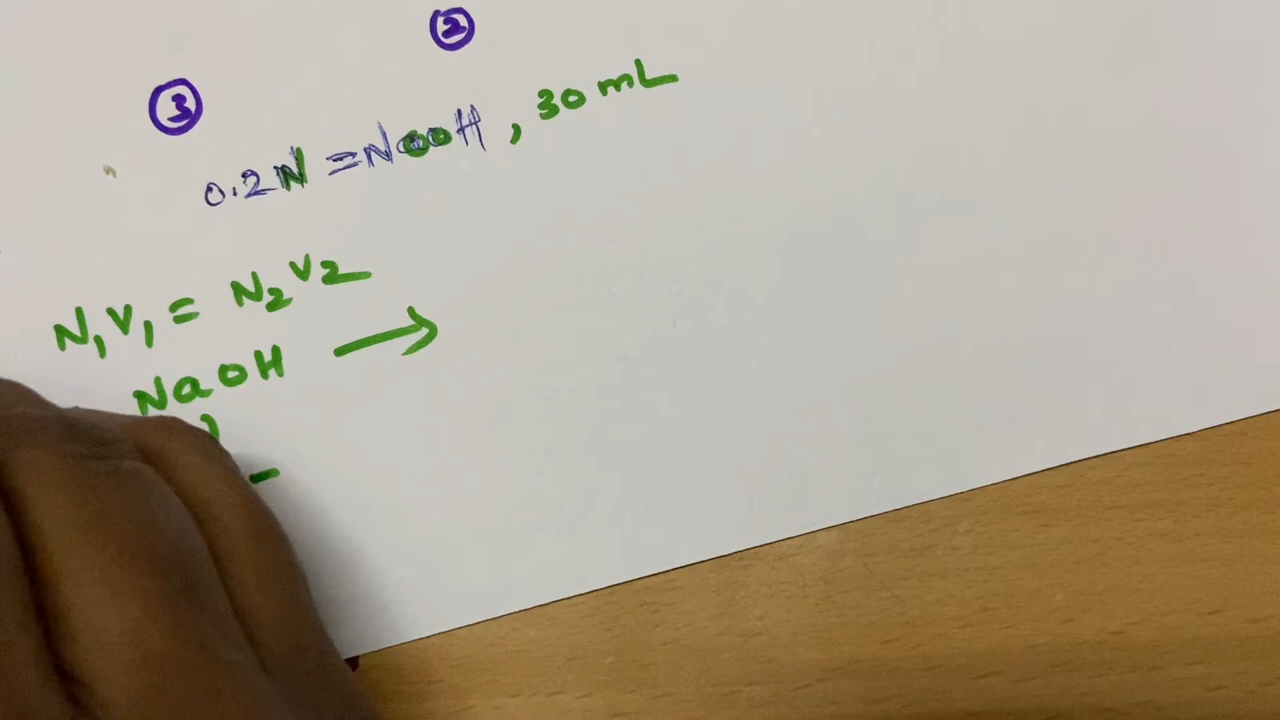 ②
③
0.2N = NaOH, 30 mL
N₁V₁ = N₂V₂
NaOH →